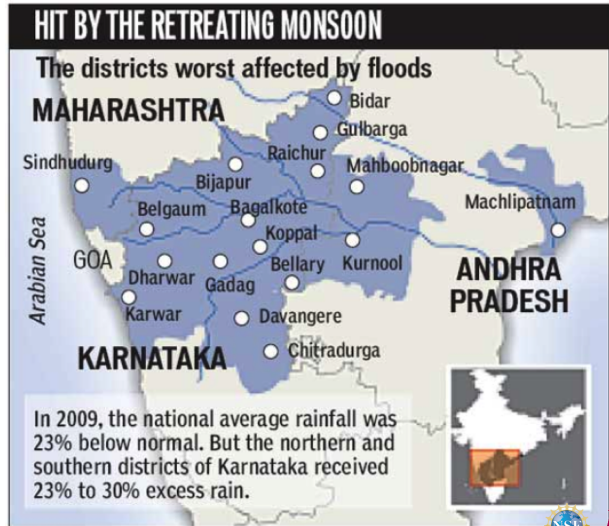 HIT BY THE RETREATING MONSOON
The districts worst affected by floods
MAHARASHTRA
Bidar
Gulbarga
Sindhudurg
Raichur
Mahboobnagar
Bijapur
Machlipatnam
Belgaum
Bagalkote
Koppal
Arabian Sea
GOA
Dharwar
Gadag
Bellary
Kurnool
ANDHRA
PRADESH
Karwar
Davangere
KARNATAKA
Chitradurga
In 2009, the national average rainfall was
23% below normal. But the northern and
southern districts of Karnataka received
23% to 30% excess rain.
NSF